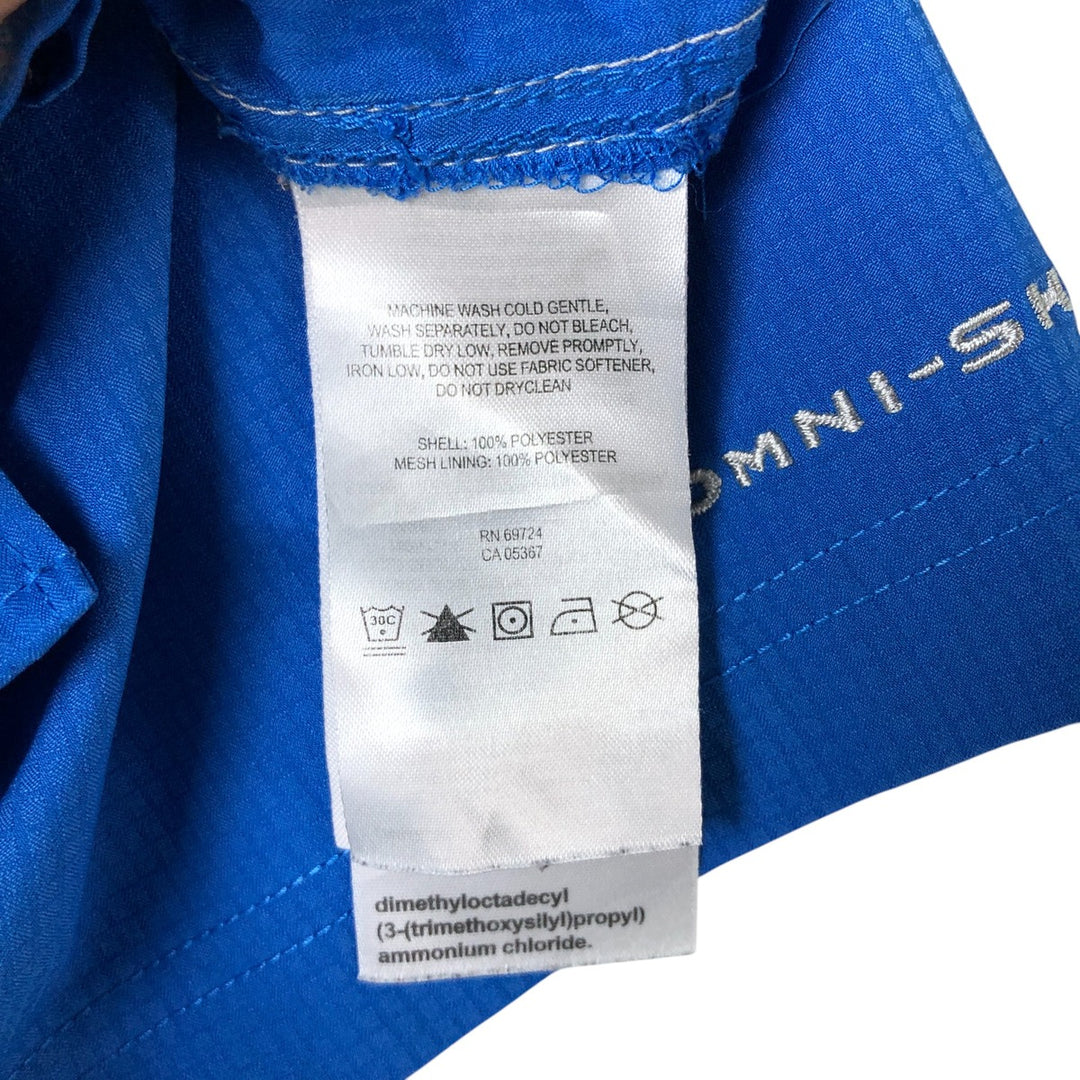 MACHINE WASH COLD GENTLE,
WASH SEPARATELY, DO NOT BLEACH,
TUMBLE DRY LOW, REMOVE PROMPTLY,
IRON LOW, DO NOT USE FABRIC SOFTENER,
DO NOT DRYCLEAN
SHELL: 100% POLYESTER
MESH LINING: 100% POLYESTER
RN 69724
CA 05367
30C
OMNI-SH
dimethyloctadecyl
(3-(trimethoxysilyl)propyl)
ammonium chloride.